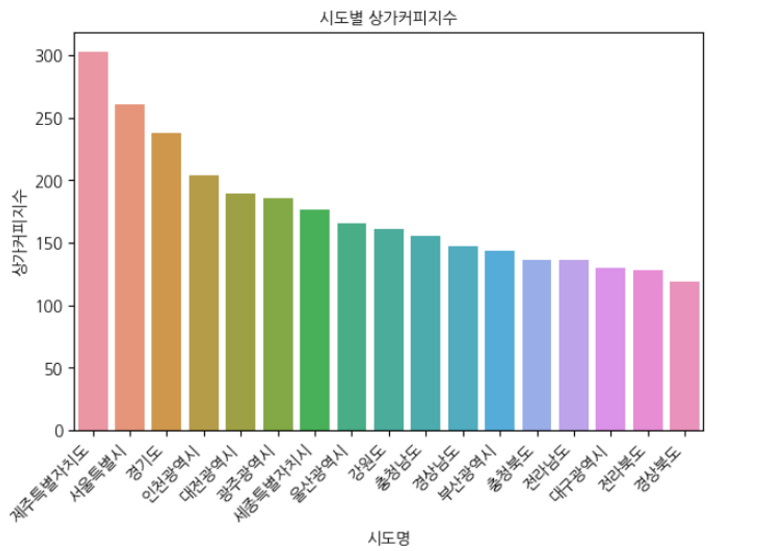 시도별 상가커피지수
상가커피지수
300
250
200
150
100
50
0
제주특별자치도
서울특별시
경기도
인천광역시
대전광역시
광주광역시
세종특별자치시
울산광역시
강원도
충청남도
경상남도
부산광역시
충청북도
전라남도
대구광역시
전라북도
경상북도
시도명